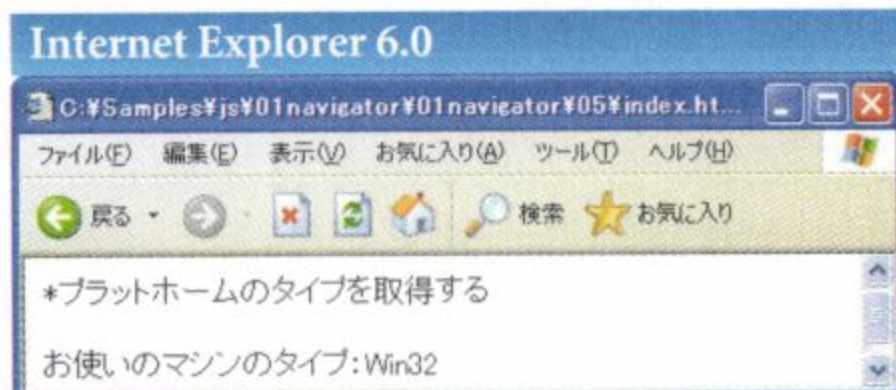 Internet Explorer 6.0
C:¥Samples¥js¥01navigator¥01navigator¥05¥index.ht...
ファイル(F) 編集(E) 表示(V) お気に入り(A) ツール(T) ヘルプ(H)
戻る 検索 お気に入り
*プラットホームのタイプを取得する
お使いのマシンのタイプ:Win32